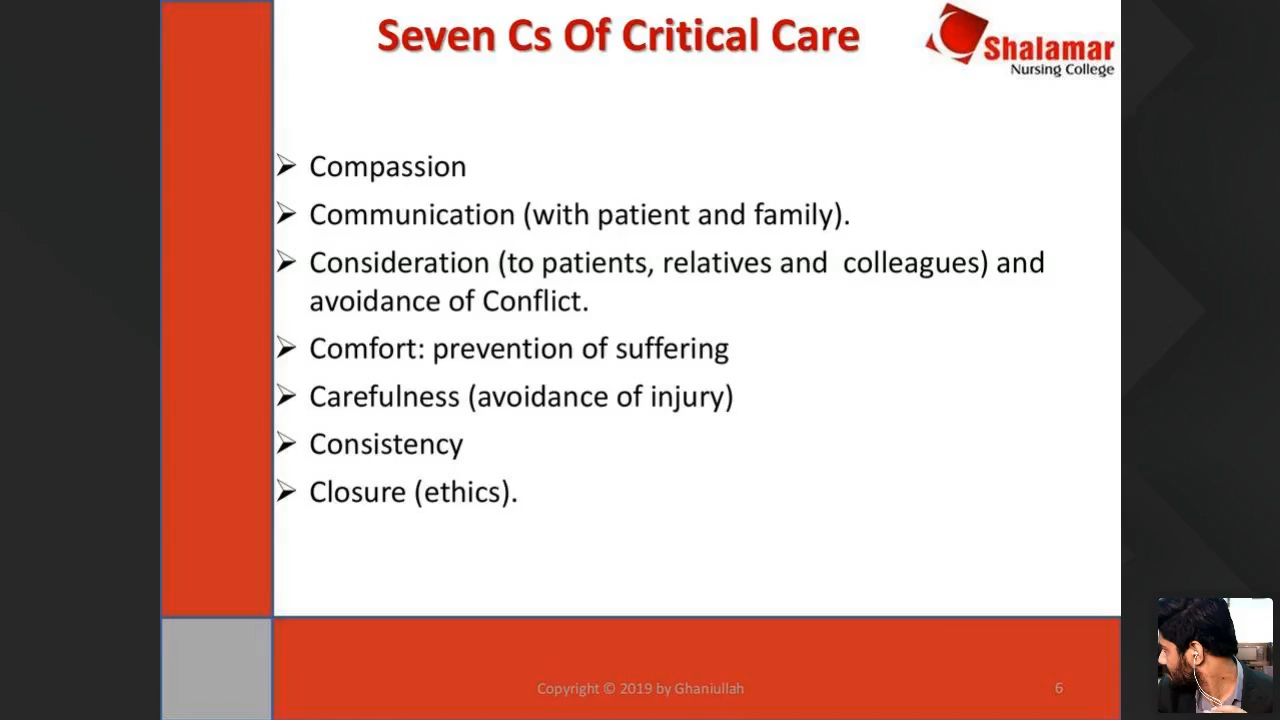 Seven Cs Of Critical Care
Shalamar
Nursing College
➢ Compassion
➢ Communication (with patient and family).
➢ Consideration (to patients, relatives and colleagues) and
avoidance of Conflict.
➢ Comfort: prevention of suffering
➢ Carefulness (avoidance of injury)
➢ Consistency
➢ Closure (ethics).
Copyright © 2019 by Ghaniullah
6